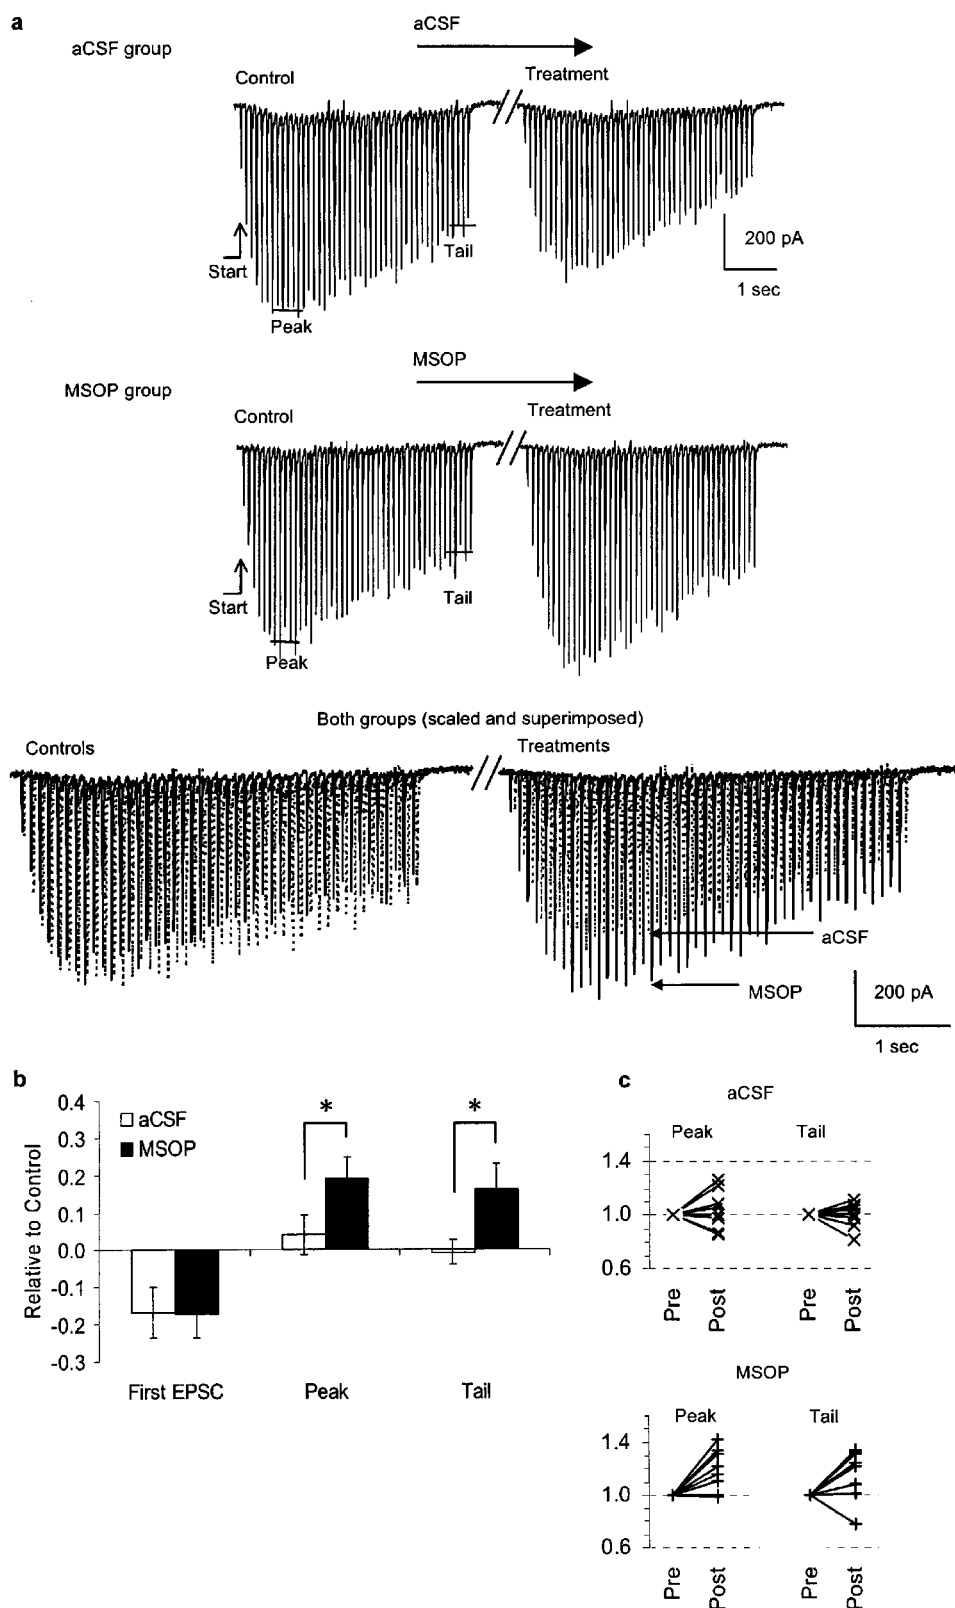 a
aCSF
aCSF group
Control
Treatment
Start
Peak
Tail
200 pA
1 sec
MSOP
MSOP group
Control
Treatment
Start
Peak
Tail
Both groups (scaled and superimposed)
Controls
Treatments
aCSF
MSOP
200 pA
1 sec
b
Relative to Control
0.4
0.3
0.2
0.1
0.0
-0.1
-0.2
-0.3
aCSF
MSOP
*
*
First EPSC
Peak
Tail
c
aCSF
Peak
Tail
1.4
1.0
0.6
Pre
Post
Pre
Post
MSOP
Peak
Tail
1.4
1.0
0.6
Pre
Post
Pre
Post